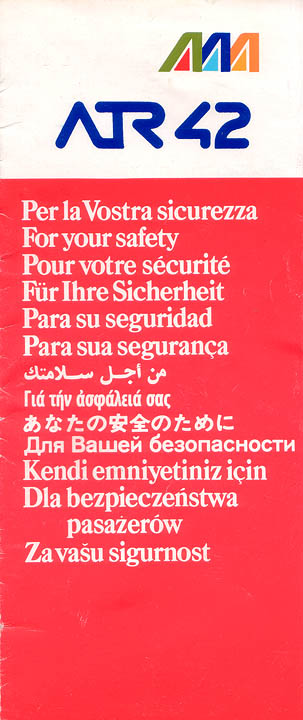 ATR 42
Per la Vostra sicurezza
For your safety
Pour votre sécurité
Für Ihre Sicherheit
Para su seguridad
Para sua segurança
من أجـل سـلامتك
Γιά τήν ἀσφάλειά σας
あなたの安全のために
Для Вашей безопасности
Kendi emniyetiniz için
Dla bezpieczeństwa
pasażerów
Za vašu sigurnost